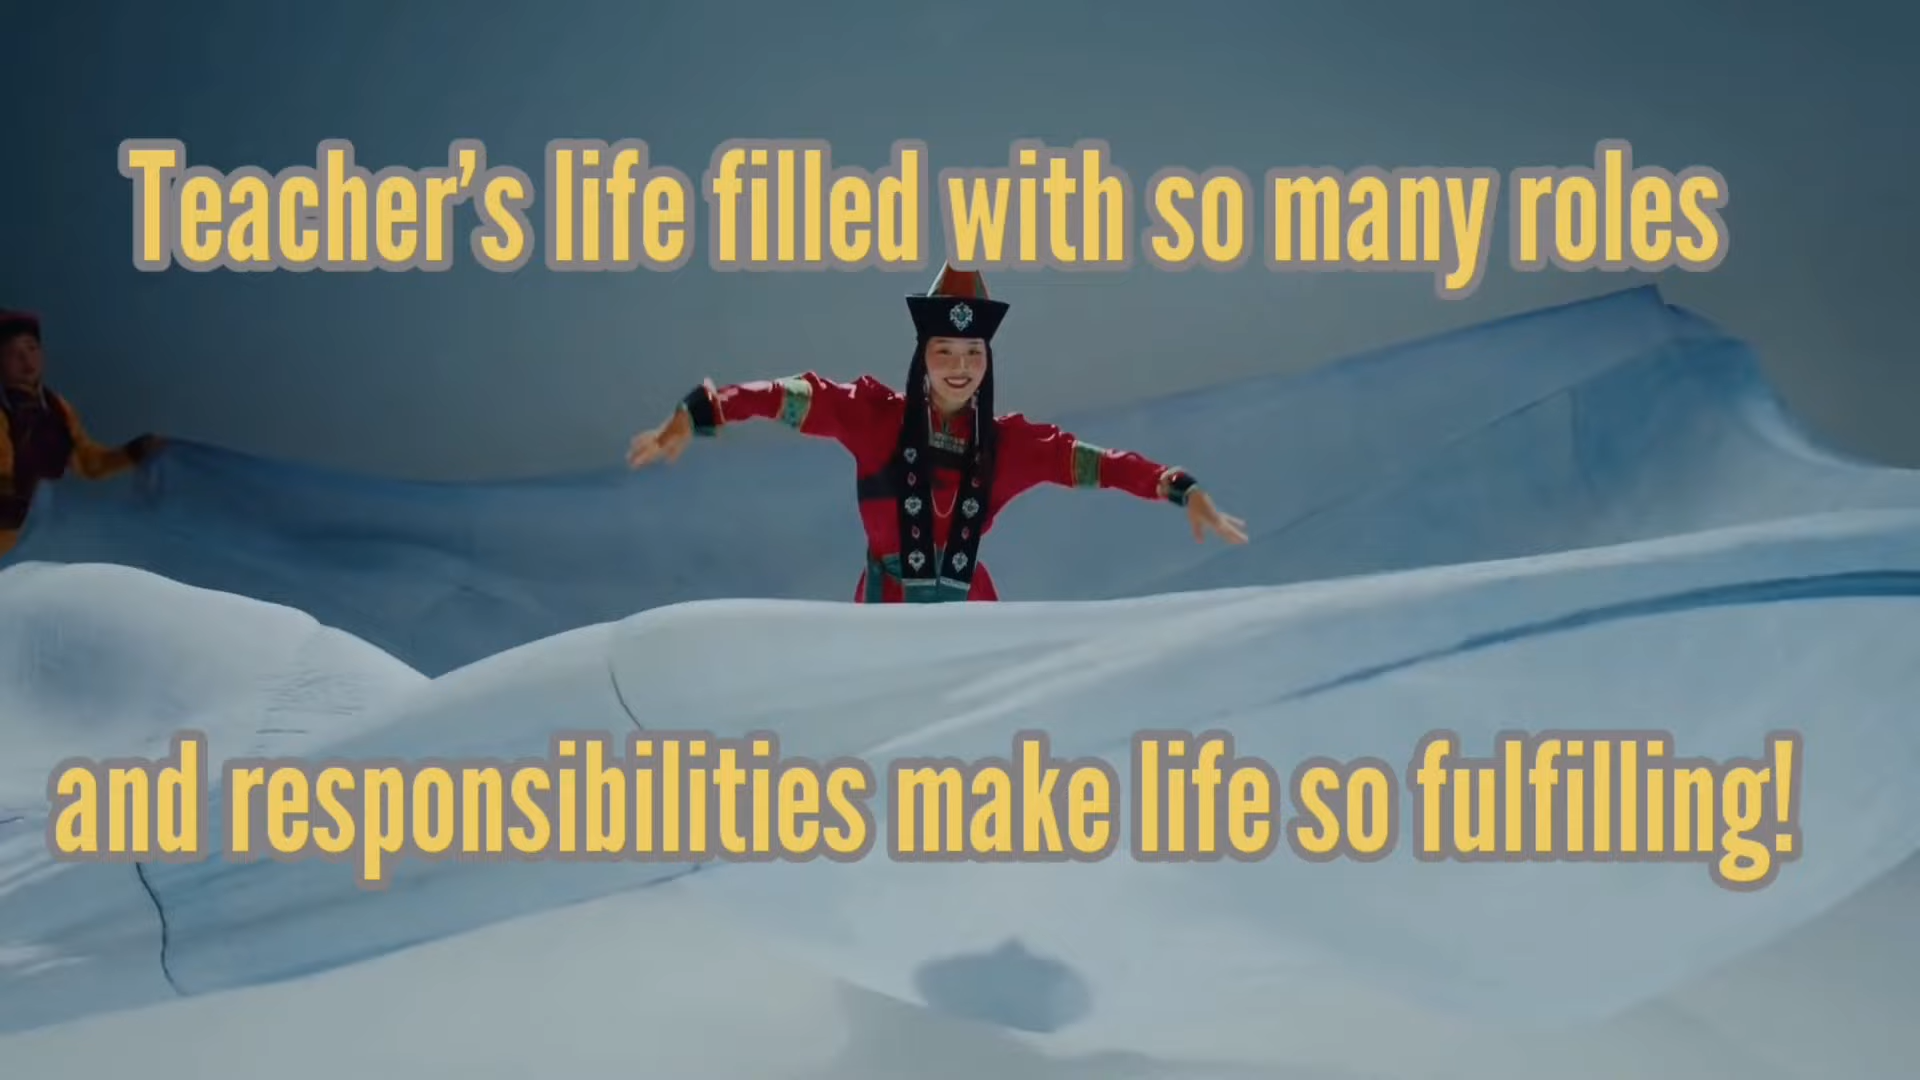 Teacher’s life filled with so many roles
and responsibilities make life so fulfilling!